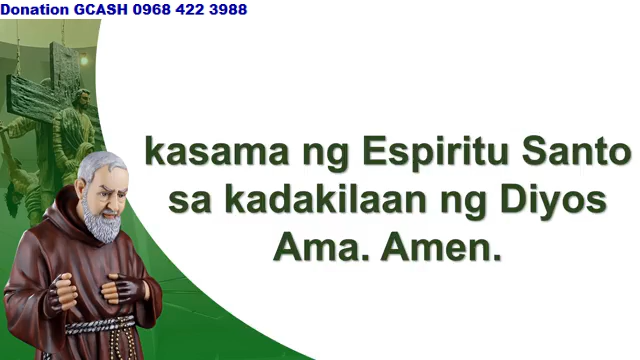 Donation GCASH 0968 422 3988
kasama ng Espiritu Santo
sa kadakilaan ng Diyos
Ama. Amen.